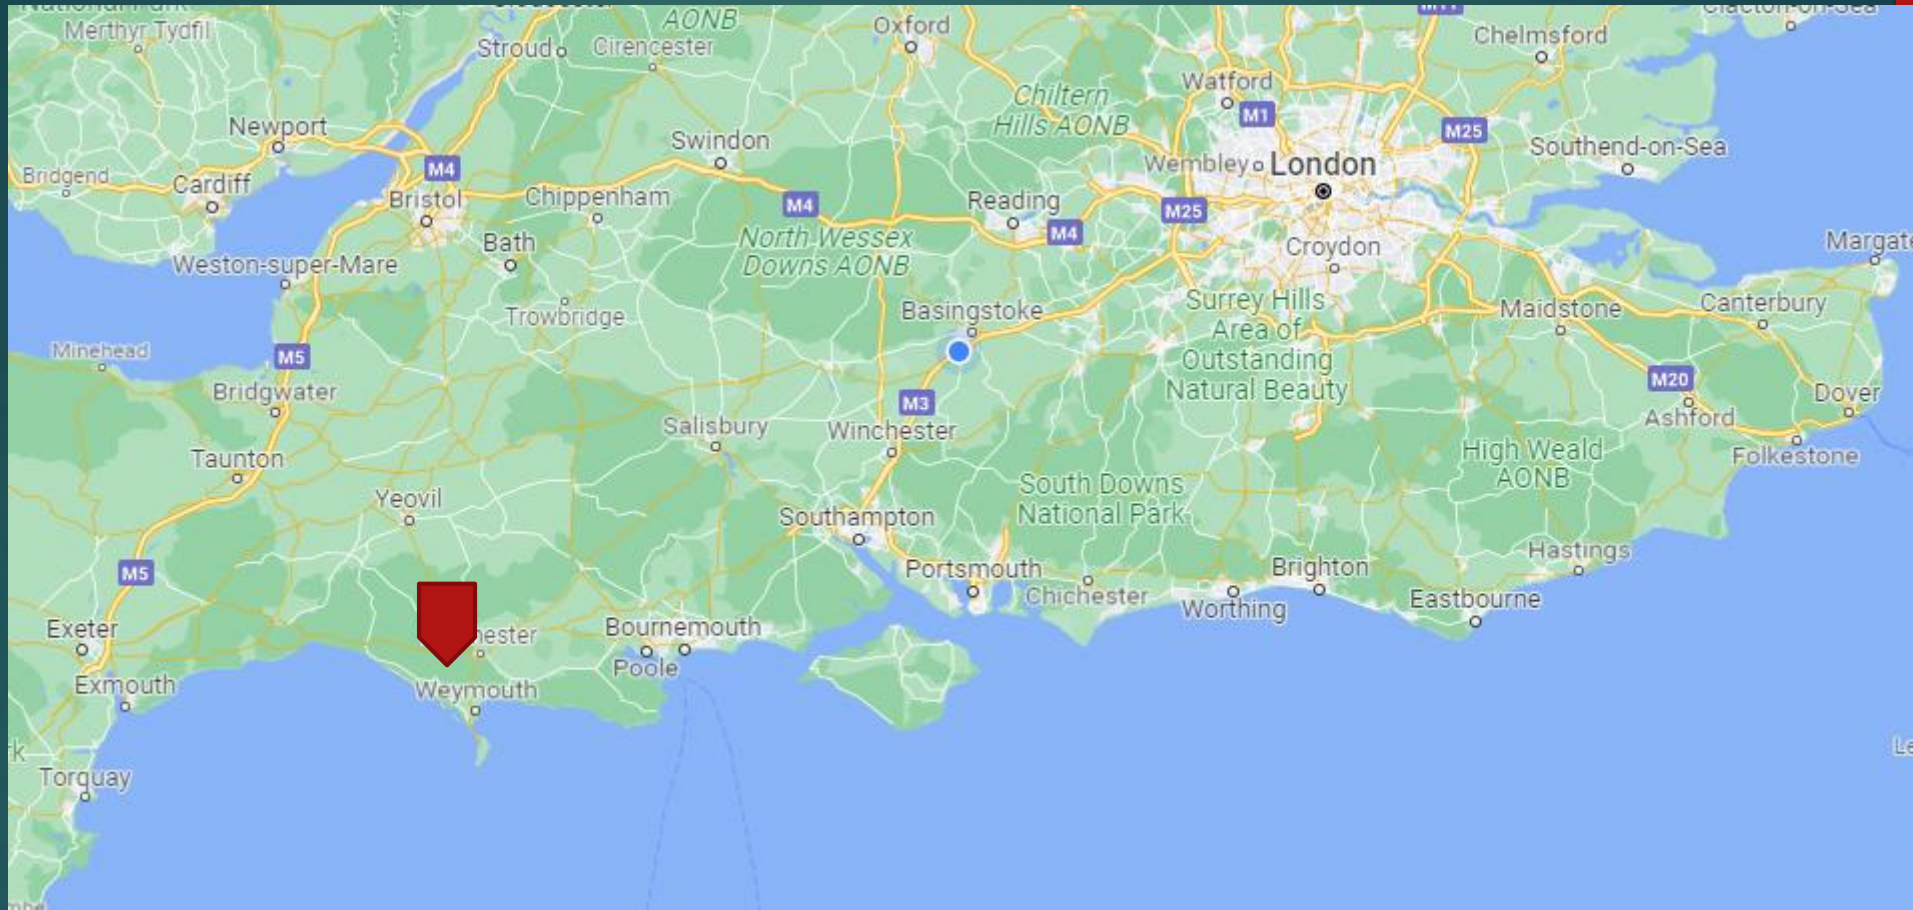 AONB
Oxford
Merthyr Tydfil
Stroud
Cirencester
Chelmsford
Watford
Chiltern
Hills AONB
M1
M25
Newport
Swindon
Southend-on-Sea
M4
Wembley
London
Bridgend
Cardiff
Bristol
Chippenham
M4
Reading
M25
M4
Bath
North Wessex
Downs AONB
Croydon
Margate
Weston-super-Mare
Trowbridge
Basingstoke
Surrey Hills
Area of
Outstanding
Natural Beauty
Maidstone
Canterbury
Minehead
M5
Bridgwater
M3
M20
Dover
Ashford
Salisbury
Winchester
Taunton
High Weald
AONB
Folkestone
Yeovil
South Downs
National Park
Southampton
M5
Hastings
Portsmouth
Chichester
Brighton
Worthing
Eastbourne
Exeter
hester
Bournemouth
Poole
Exmouth
Weymouth
Torquay